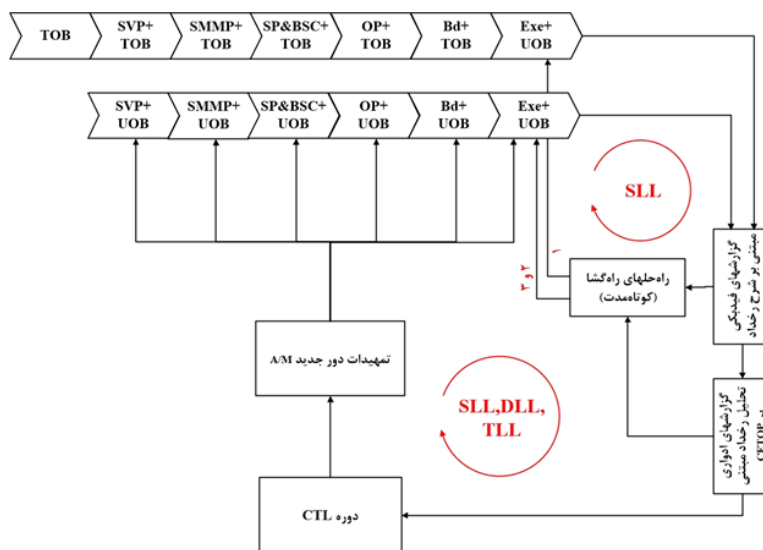 TOB
SVP+
TOB
SMMP+
TOB
SP&BSC+
TOB
OP+
TOB
Bd+
TOB
Exe+
UOB
SVP+
UOB
SMMP+
UOB
SP&BSC+
UOB
OP+
UOB
Bd+
UOB
Exe+
UOB
SLL
۱
۲ و ۳
راه‌حلهای راه‌گشا
(کوتاه‌مدت)
گزارشهای فیدبکی
مبتنی بر شرح رخداد
تمهیدات دور جدید A/M
SLL,DLL,
TLL
گزارشهای ادواری
تحلیل رخداد مبتنی
CETOP
دوره CTL